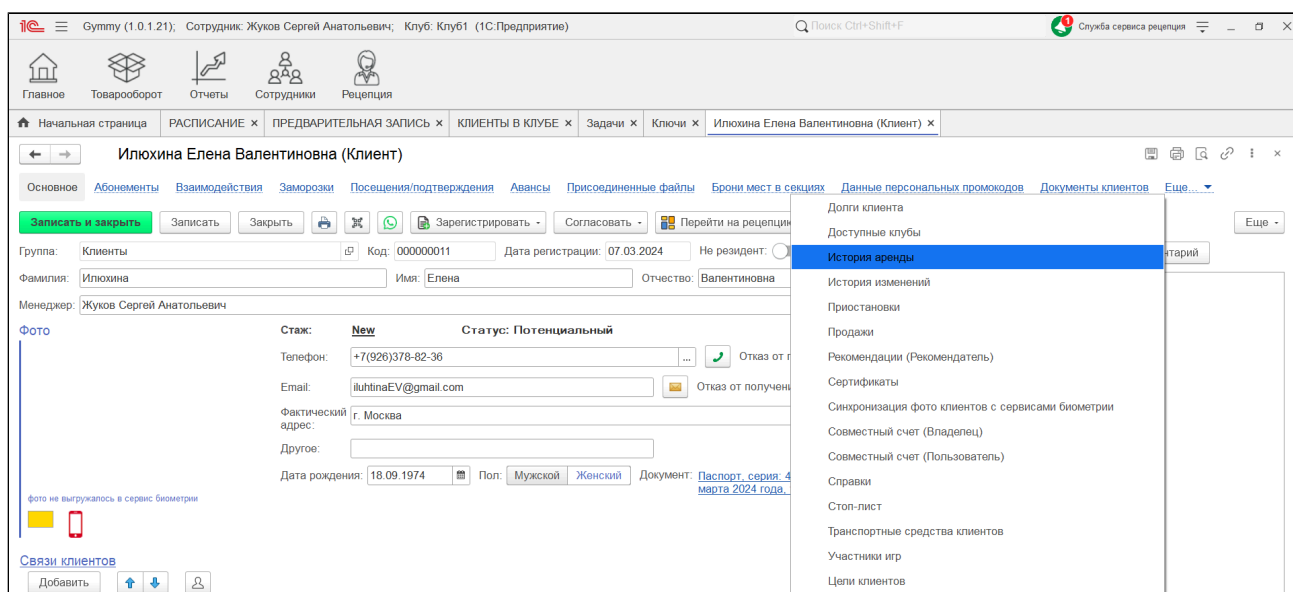 Gymmy (1.0.1.21); Сотрудник: Жуков Сергей Анатольевич; Клуб: Клуб1 (1С:Предприятие) Поиск Ctrl+Shift+F 1 Служба сервиса рецепция
Главное Товарооборот Отчеты Сотрудники Рецепция
Начальная страница РАСПИСАНИЕ × ПРЕДВАРИТЕЛЬНАЯ ЗАПИСЬ × КЛИЕНТЫ В КЛУБЕ × Задачи × Ключи × Илюхина Елена Валентиновна (Клиент) ×
Илюхина Елена Валентиновна (Клиент)
Основное Абонементы Взаимодействия Заморозки Посещения/подтверждения Авансы Присоединенные файлы Брони мест в секциях Данные персональных промокодов Документы клиентов Еще...
Записать и закрыть Записать Закрыть Зарегистрировать Согласовать Перейти на рецепцию Еще
Группа: Клиенты Код: 000000011 Дата регистрации: 07.03.2024 Не резидент: нтарий
Фамилия: Илюхина Имя: Елена Отчество: Валентиновна
Менеджер: Жуков Сергей Анатольевич
Фото Стаж: New Статус: Потенциальный
Телефон: +7(926)378-82-36 ... Отказ от г
Email: iluhtinaEV@gmail.com Отказ от получени
Фактический адрес: г. Москва
Другое:
Дата рождения: 18.09.1974 Пол: Мужской Женский Документ: Паспорт, серия: 4
марта 2024 года,
фото не выгружалось в сервис биометрии
Связи клиентов
Добавить
Долги клиента
Доступные клубы
История аренды
История изменений
Приостановки
Продажи
Рекомендации (Рекомендатель)
Сертификаты
Синхронизация фото клиентов с сервисами биометрии
Совместный счет (Владелец)
Совместный счет (Пользователь)
Справки
Стоп-лист
Транспортные средства клиентов
Участники игр
Цели клиентов